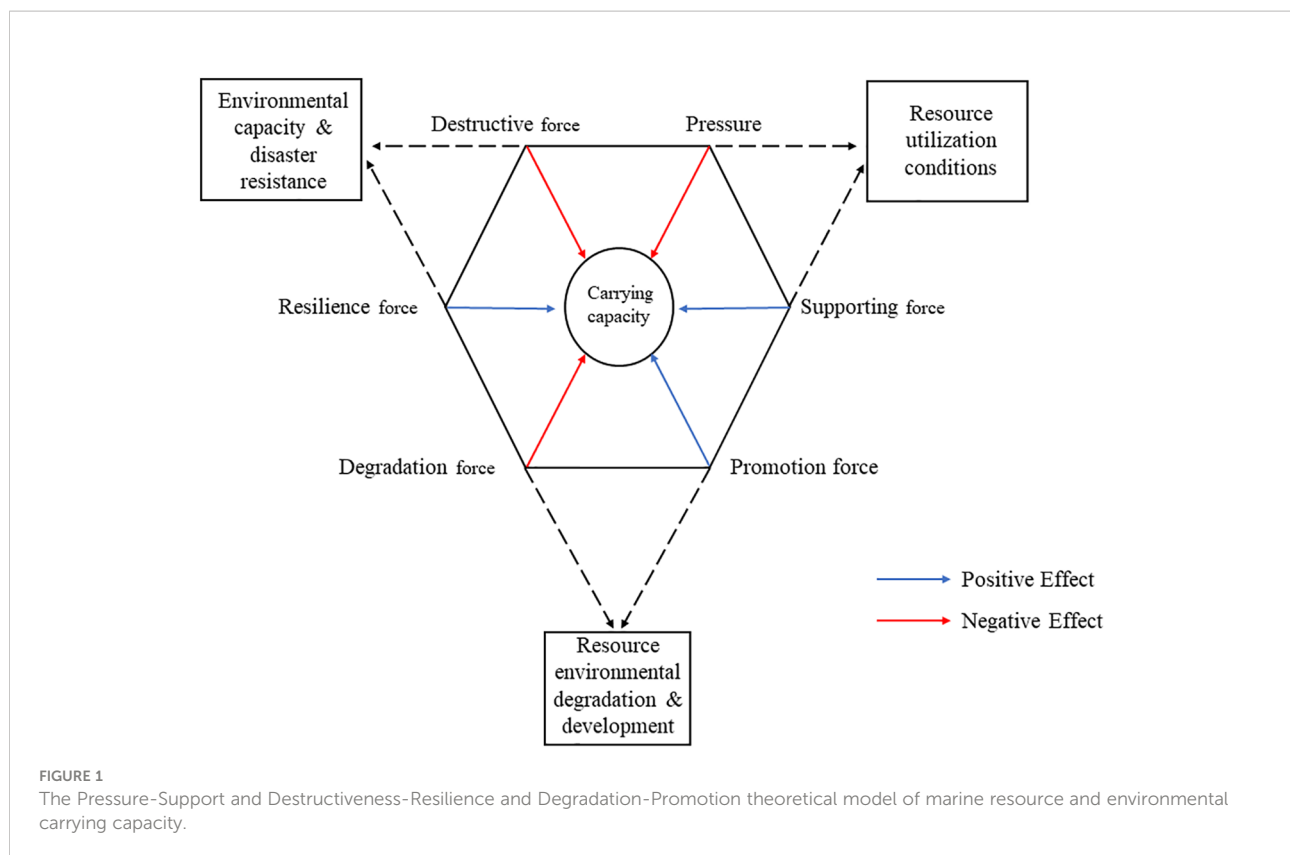 Environmental
capacity &
disaster
resistance
Destructive force
Pressure
Resource
utilization
conditions
Resilience force
Carrying
capacity
Supporting force
Degradation force
Promotion force
Positive Effect
Negative Effect
Resource
environmental
degradation &
development
FIGURE 1
The Pressure-Support and Destructiveness-Resilience and Degradation-Promotion theoretical model of marine resource and environmental
carrying capacity.